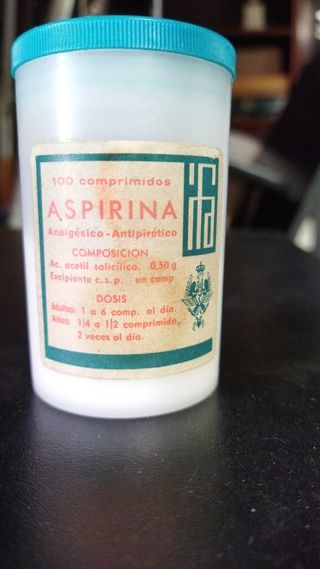 100 comprimidos
ASPIRINA
Analgésico-Antipirético
COMPOSICION
Ac. acetil salicílico. 0,50 g
Excipiente c.s.p. un comp
DOSIS
Adultos: 1 a 6 comp. al día.
Niños: 1|4 a 1|2 comprimido,
2 veces al día.
ifa